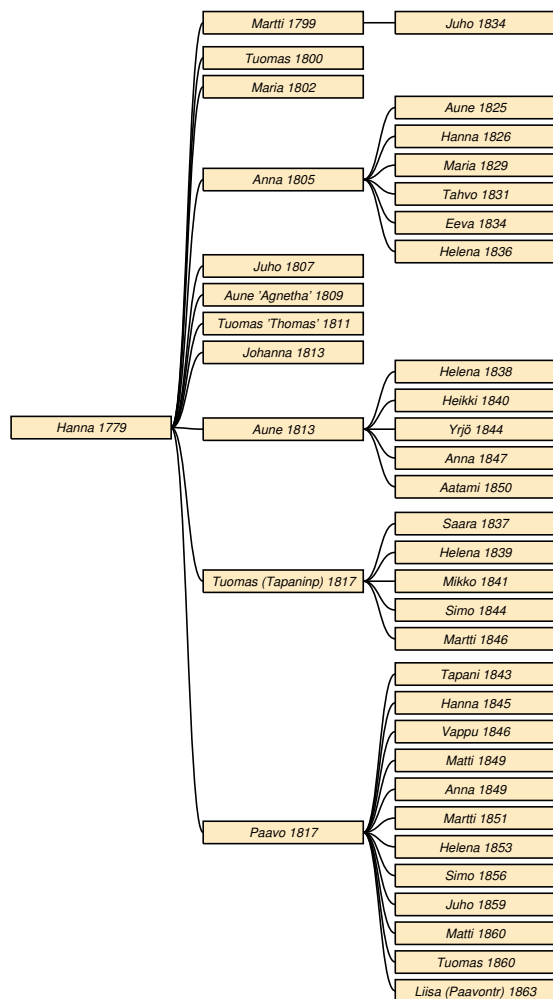 Hanna 1779
Martti 1799
Juho 1834
Tuomas 1800
Maria 1802
Anna 1805
Aune 1825
Hanna 1826
Maria 1829
Tahvo 1831
Eeva 1834
Helena 1836
Juho 1807
Aune 'Agnetha' 1809
Tuomas 'Thomas' 1811
Johanna 1813
Aune 1813
Helena 1838
Heikki 1840
Yrjö 1844
Anna 1847
Aatami 1850
Tuomas (Tapaninp) 1817
Saara 1837
Helena 1839
Mikko 1841
Simo 1844
Martti 1846
Paavo 1817
Tapani 1843
Hanna 1845
Vappu 1846
Matti 1849
Anna 1849
Martti 1851
Helena 1853
Simo 1856
Juho 1859
Matti 1860
Tuomas 1860
Liisa (Paavontr) 1863